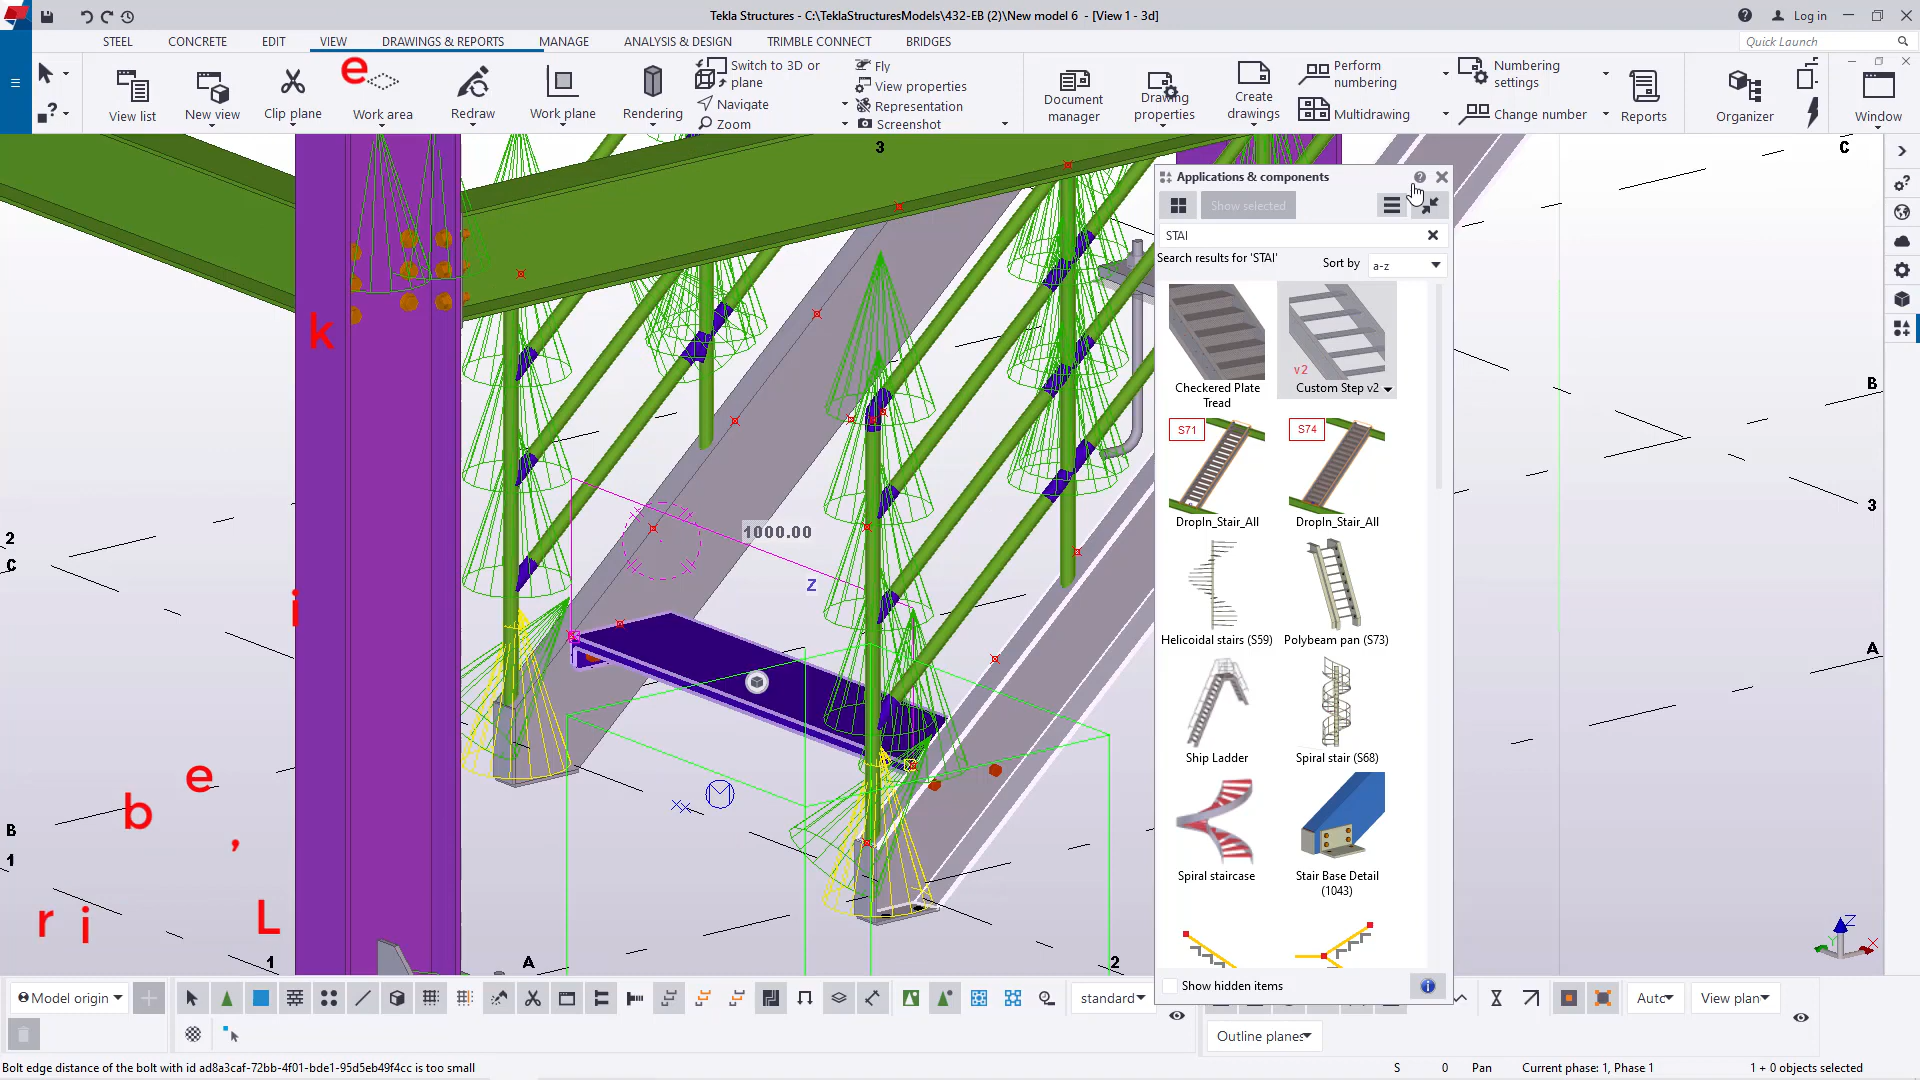 Tekla Structures - C:\TeklaStructuresModels\432-EB (2)\New model 6 - [View 1 - 3d]
Log in
STEEL CONCRETE EDIT VIEW DRAWINGS & REPORTS MANAGE ANALYSIS & DESIGN TRIMBLE CONNECT BRIDGES
Quick Launch
View list
New view
Clip plane
Work area
Redraw
Work plane
Rendering
Switch to 3D or
plane
Navigate
Zoom
Fly
View properties
Representation
Screenshot
Document
manager
Drawing
properties
Create
drawings
Perform
numbering
Multidrawing
Numbering
settings
Change number
Reports
Organizer
Window
e
k
i
e
b
,
r
i
L
3
C
B
3
A
2
C
B
1
1
A
2
1000.00
Z
Applications & components
Show selected
STAI
Search results for 'STAI'
Sort by
a-z
Checkered Plate
Tread
v2
Custom Step v2
S71
DropIn_Stair_All
S74
DropIn_Stair_All
Helicoidal stairs (S59)
Polybeam pan (S73)
Ship Ladder
Spiral stair (S68)
Spiral staircase
Stair Base Detail
(1043)
Show hidden items
Z
Y
X
Model origin
standard
Auto
View plan
Outline planes
Bolt edge distance of the bolt with id ad8a3caf-72bb-4f01-bde1-95d5eb49f4cc is too small
S
0
Pan
Current phase: 1, Phase 1
1 + 0 objects selected